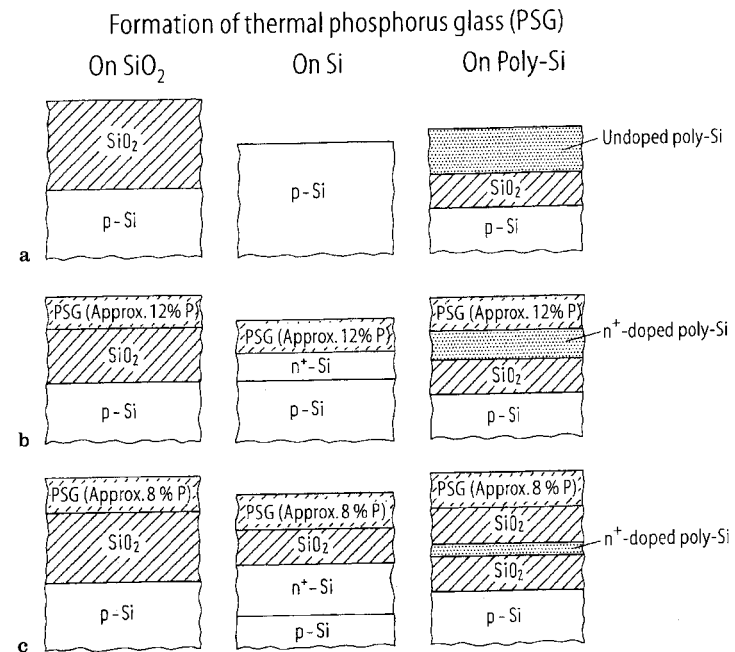 Formation of thermal phosphorus glass (PSG)
On SiO₂ On Si On Poly-Si
SiO₂
p-Si
p-Si
Undoped poly-Si
SiO₂
p-Si
a
PSG (Approx. 12% P)
SiO₂
p-Si
PSG (Approx. 12% P)
n⁺-Si
p-Si
PSG (Approx. 12% P)
n⁺-doped poly-Si
SiO₂
p-Si
b
PSG (Approx. 8 % P)
SiO₂
p-Si
PSG (Approx. 8 % P)
SiO₂
n⁺-Si
p-Si
PSG (Approx. 8 % P)
SiO₂
n⁺-doped poly-Si
SiO₂
p-Si
c